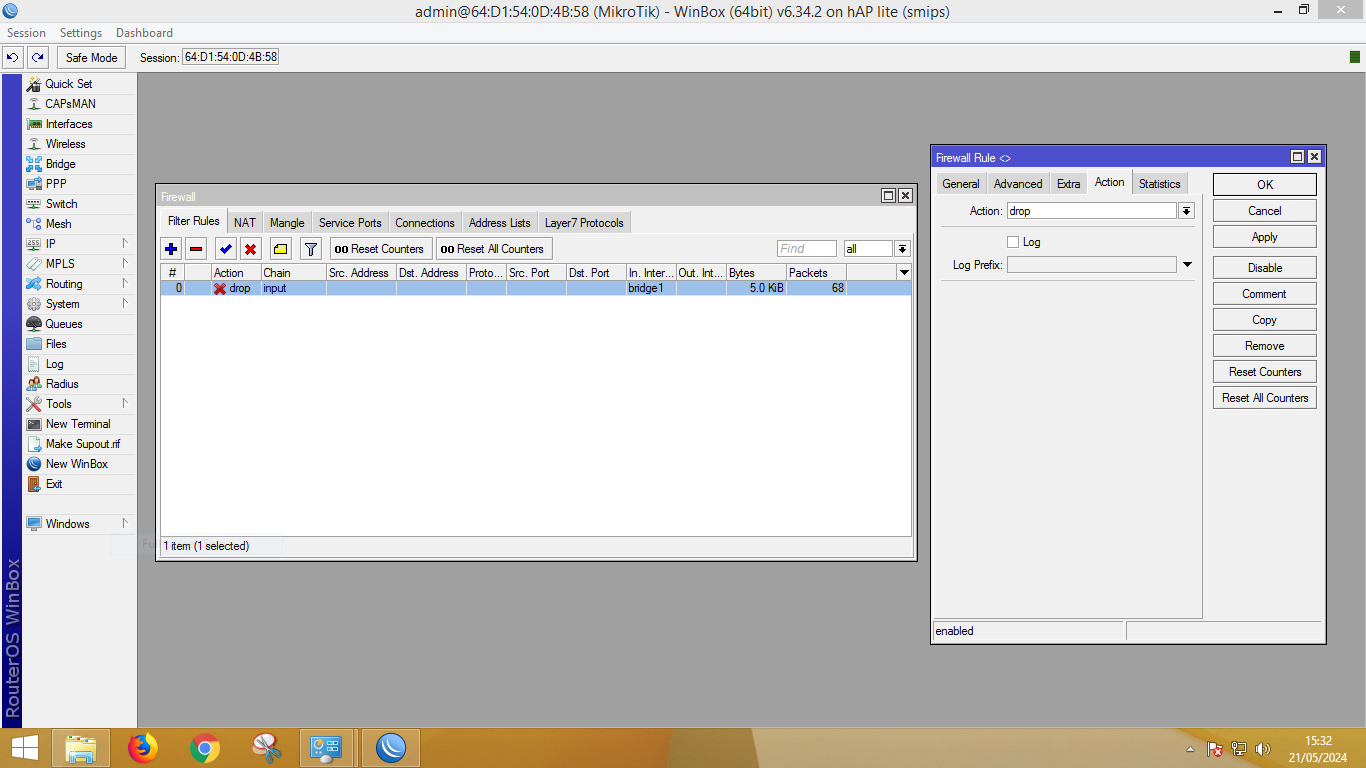 admin@64:D1:54:0D:4B:58 (MikroTik) - WinBox (64bit) v6.34.2 on hAP lite (smips)
Session Settings Dashboard
Safe Mode Session: 64:D1:54:0D:4B:58
Quick Set
CAPsMAN
Interfaces
Wireless
Bridge
PPP
Switch
Mesh
IP
MPLS
Routing
System
Queues
Files
Log
Radius
Tools
New Terminal
Make Supout.rif
New WinBox
Exit
Windows
RouterOS WinBox
Firewall
Filter Rules NAT Mangle Service Ports Connections Address Lists Layer7 Protocols
00 Reset Counters 00 Reset All Counters Find all
# Action Chain Src. Address Dst. Address Proto... Src. Port Dst. Port In. Inter... Out. Int... Bytes Packets
0 drop input bridge1 5.0 KiB 68
1 item (1 selected)
Firewall Rule <>
General Advanced Extra Action Statistics
Action: drop
Log
Log Prefix:
enabled
OK
Cancel
Apply
Disable
Comment
Copy
Remove
Reset Counters
Reset All Counters
15:32
21/05/2024